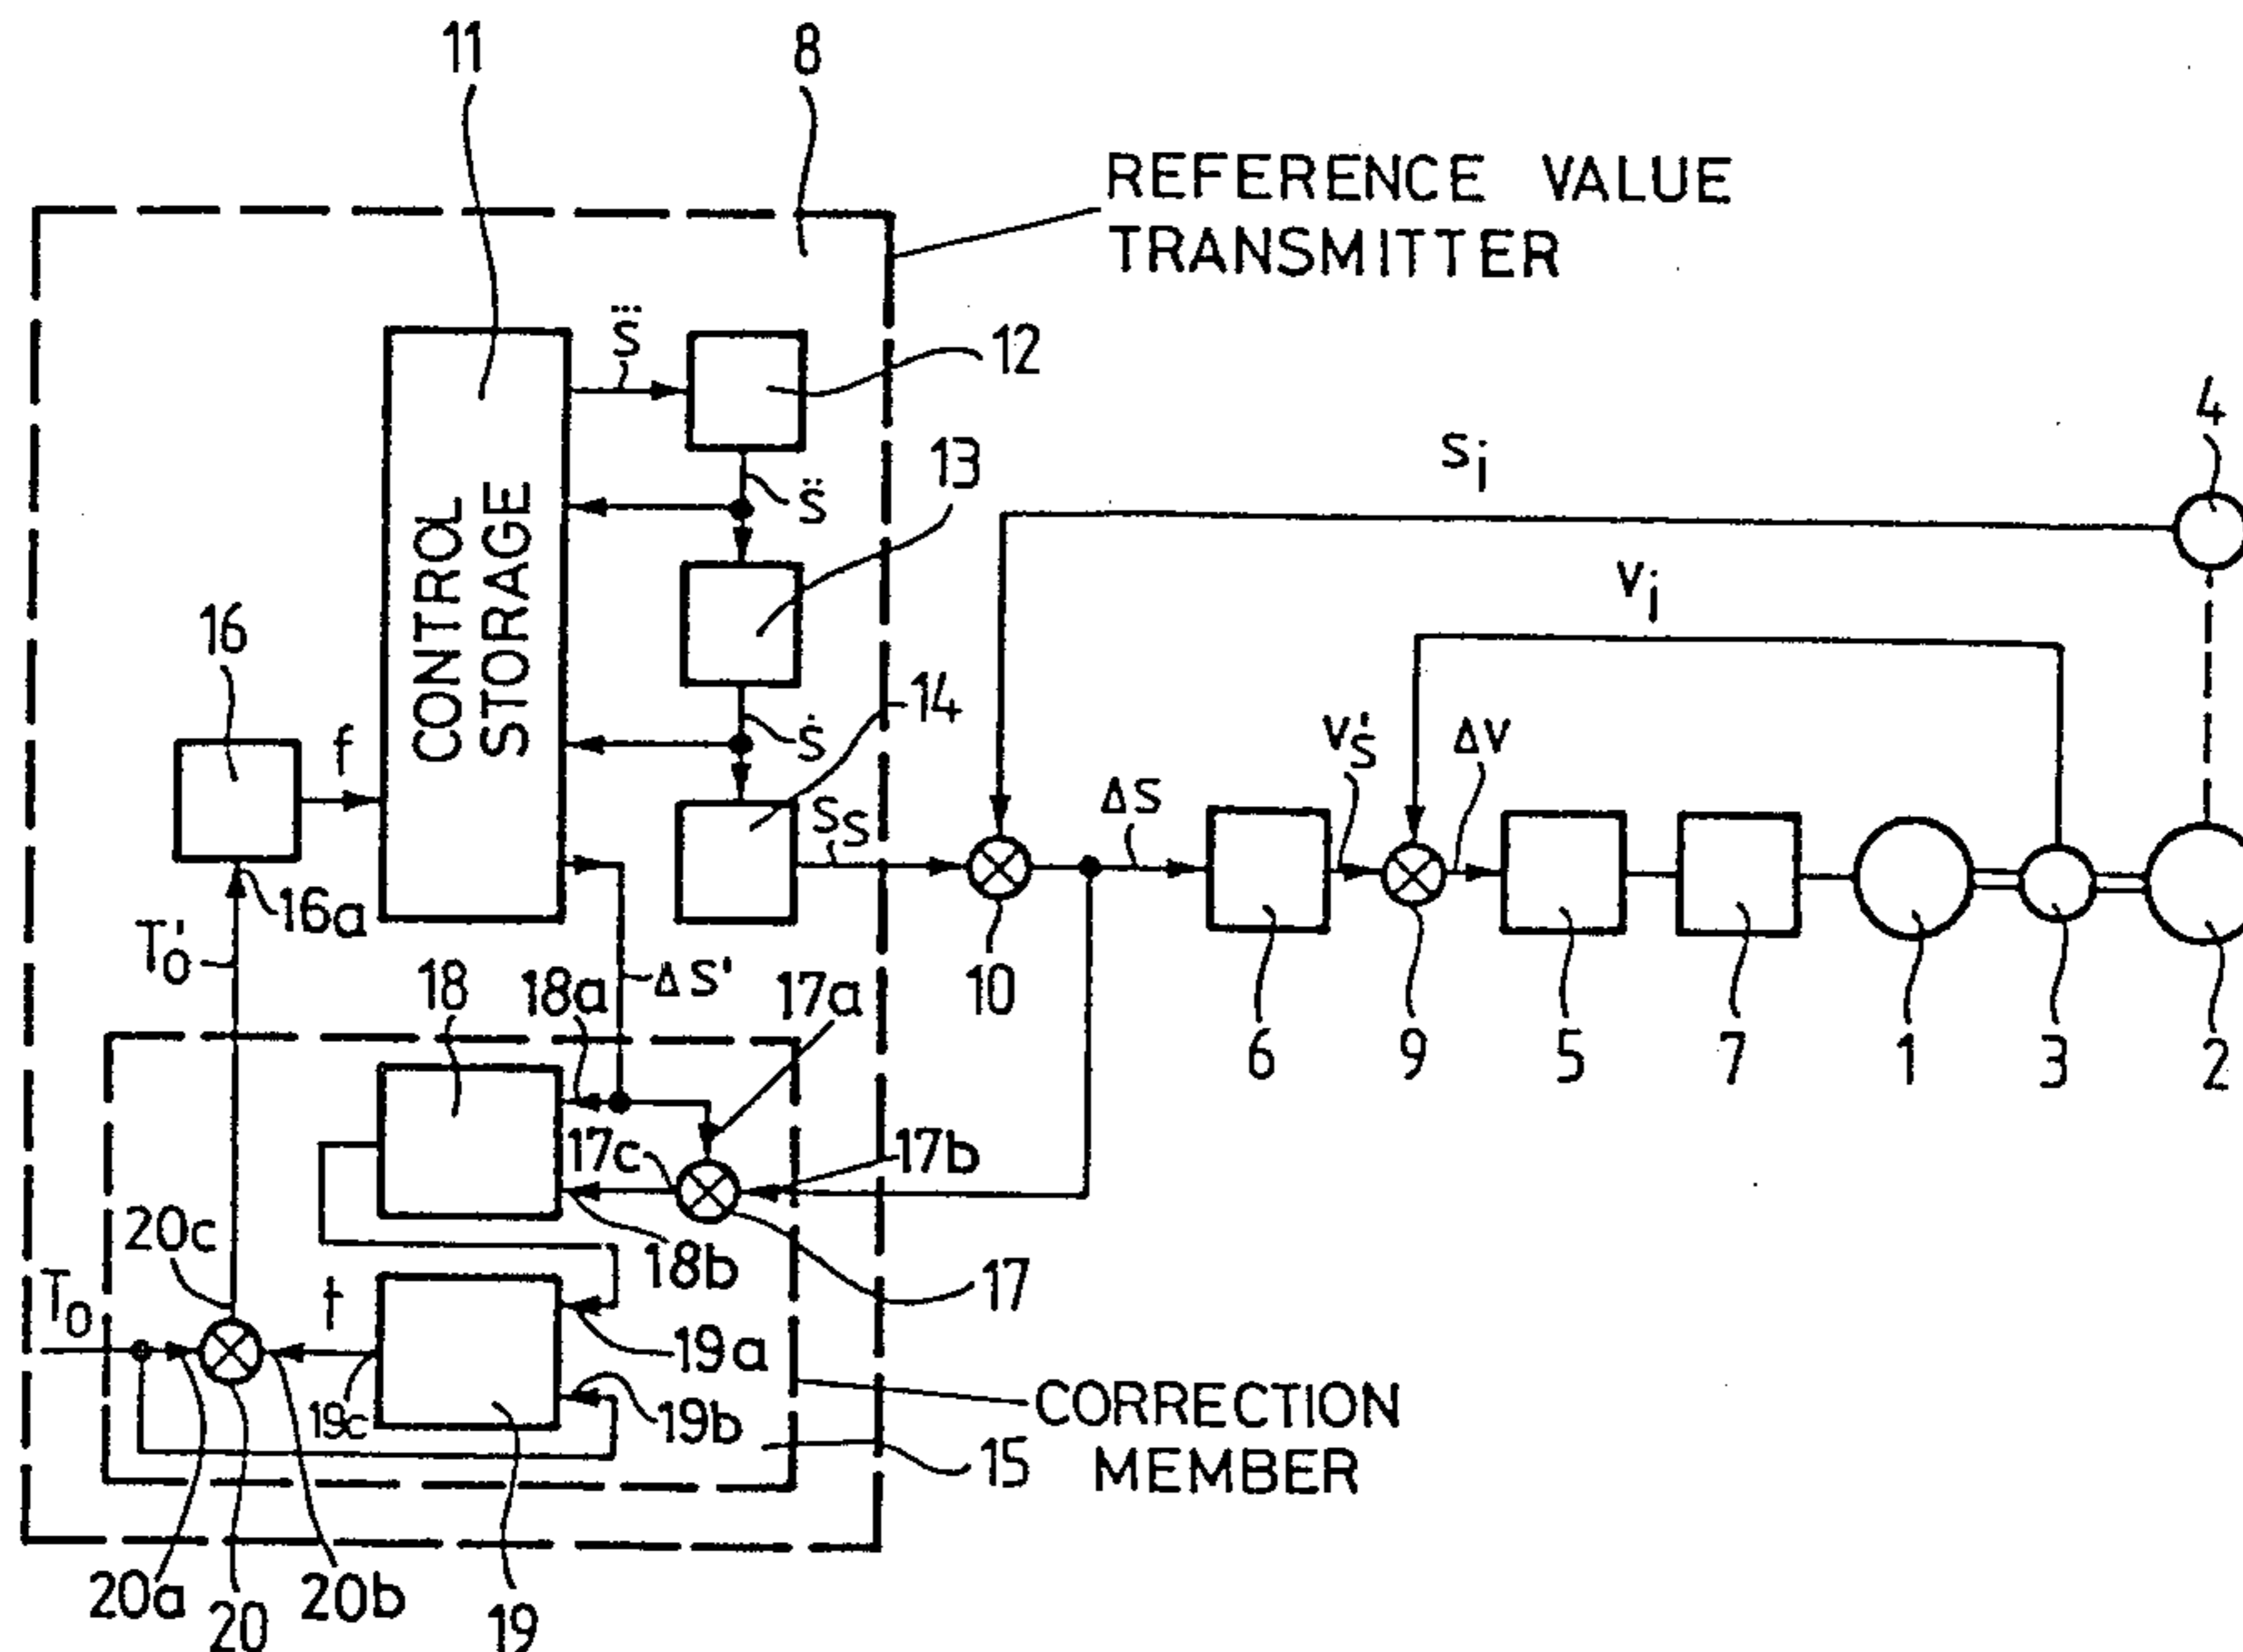 11
8
REFERENCE VALUE
TRANSMITTER
s⃛
12
4
13
s̈
sᵢ
vᵢ
CONTROL
STORAGE
16
14
f
ṡ
v'ₛ
Δv
s_S
Δs
16a
T'₀
18
18a
Δs'
17a
10
6
9
5
7
1
3
2
17c
17b
20c
18b
17
T₀
t
19a
19c
19b
CORRECTION
MEMBER
15
20a
20
20b
19